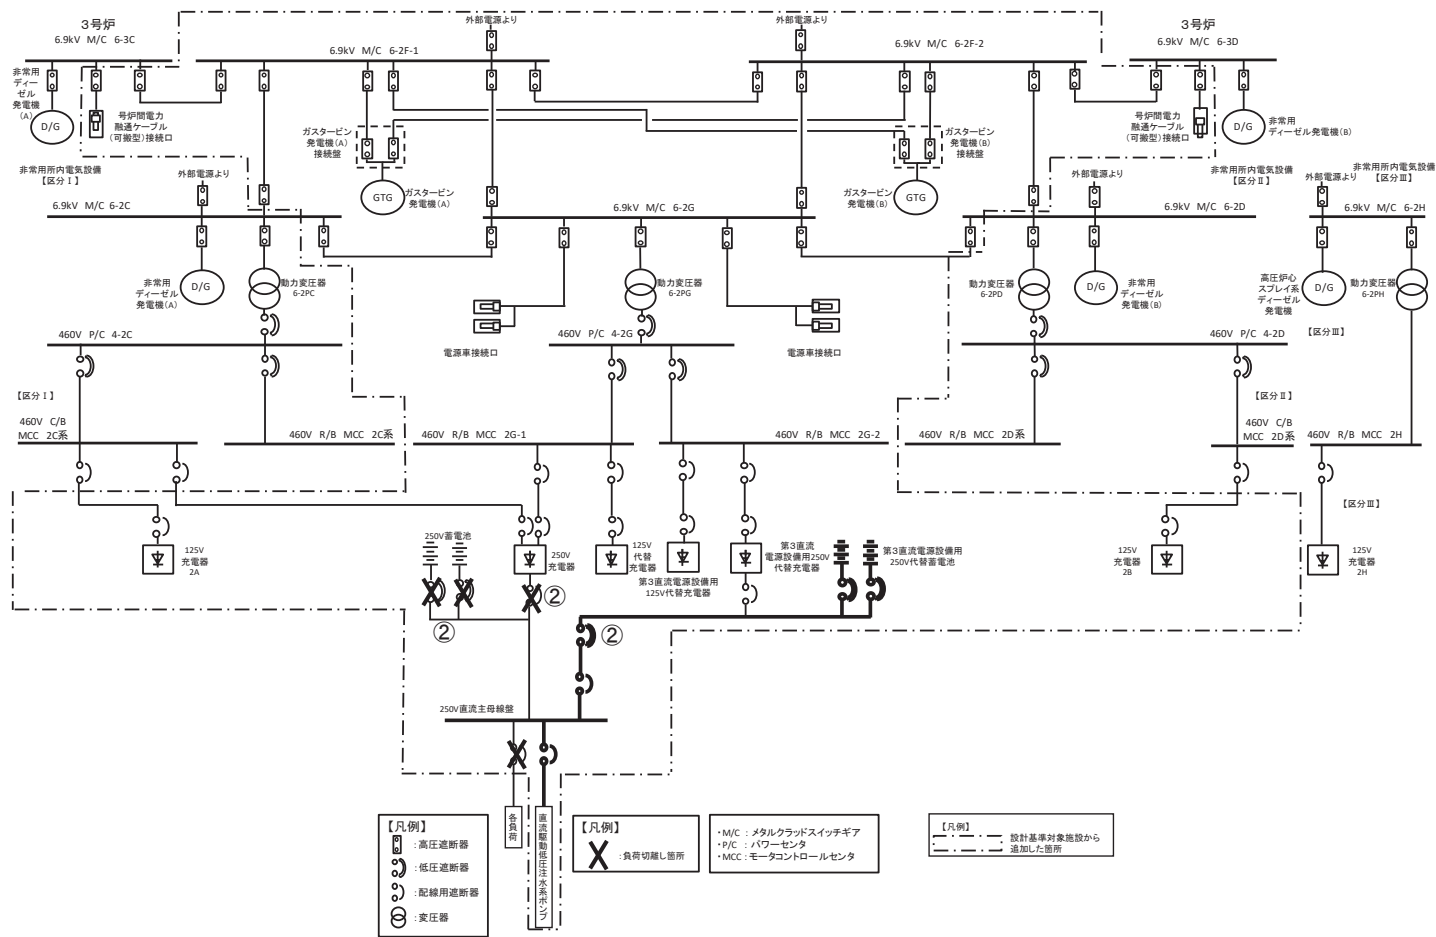 3号炉
6.9kV M/C 6-3C
6.9kV M/C 6-2F-1
外部電源より
外部電源より
6.9kV M/C 6-2F-2
3号炉
6.9kV M/C 6-3D
非常用
ディー
ゼル
発電機
(A)
D/G
号炉間電力
融通ケーブル
(可搬型)接続口
ガスタービン
発電機(A)
接続盤
ガスタービン
発電機(B)
接続盤
号炉間電力
融通ケーブル
(可搬型)接続口
D/G
非常用
ディーゼル発電機(B)
非常用所内電気設備
【区分Ⅰ】
外部電源より
GTG
ガスタービン
発電機(A)
ガスタービン
発電機(B)
GTG
外部電源より
非常用所内電気設備
【区分Ⅱ】
外部電源より
非常用所内電気設備
【区分Ⅲ】
6.9kV M/C 6-2C
6.9kV M/C 6-2G
6.9kV M/C 6-2D
6.9kV M/C 6-2H
非常用
ディーゼル
発電機(A)
D/G
動力変圧器
6-2PC
動力変圧器
6-2PG
動力変圧器
6-2PD
D/G
非常用
ディーゼル
発電機(B)
高圧炉心
スプレイ系
ディーゼル
発電機
D/G
動力変圧器
6-2PH
460V P/C 4-2C
電源車接続口
460V P/C 4-2G
電源車接続口
460V P/C 4-2D
【区分Ⅲ】
【区分Ⅰ】
【区分Ⅱ】
460V C/B
MCC 2C系
460V R/B MCC 2C系
460V R/B MCC 2G-1
460V R/B MCC 2G-2
460V R/B MCC 2D系
460V C/B
MCC 2D系
460V R/B MCC 2H
【区分Ⅲ】
125V
充電器
2A
250V蓄電池
250V
充電器
125V
代替
充電器
第3直流電源設備用
125V代替充電器
第3直流
電源設備用250V
代替充電器
第3直流電源設備用
250V代替蓄電池
125V
充電器
2B
125V
充電器
2H
②
②
②
250V直流主母線盤
各負荷
直流駆動低圧注水系ポンプ
【凡例】
:高圧遮断器
:低圧遮断器
:配線用遮断器
:変圧器
【凡例】
:負荷切離し箇所
・M/C :メタルクラッドスイッチギア
・P/C :パワーセンタ
・MCC :モータコントロールセンタ
【凡例】
設計基準対象施設から
追加した箇所